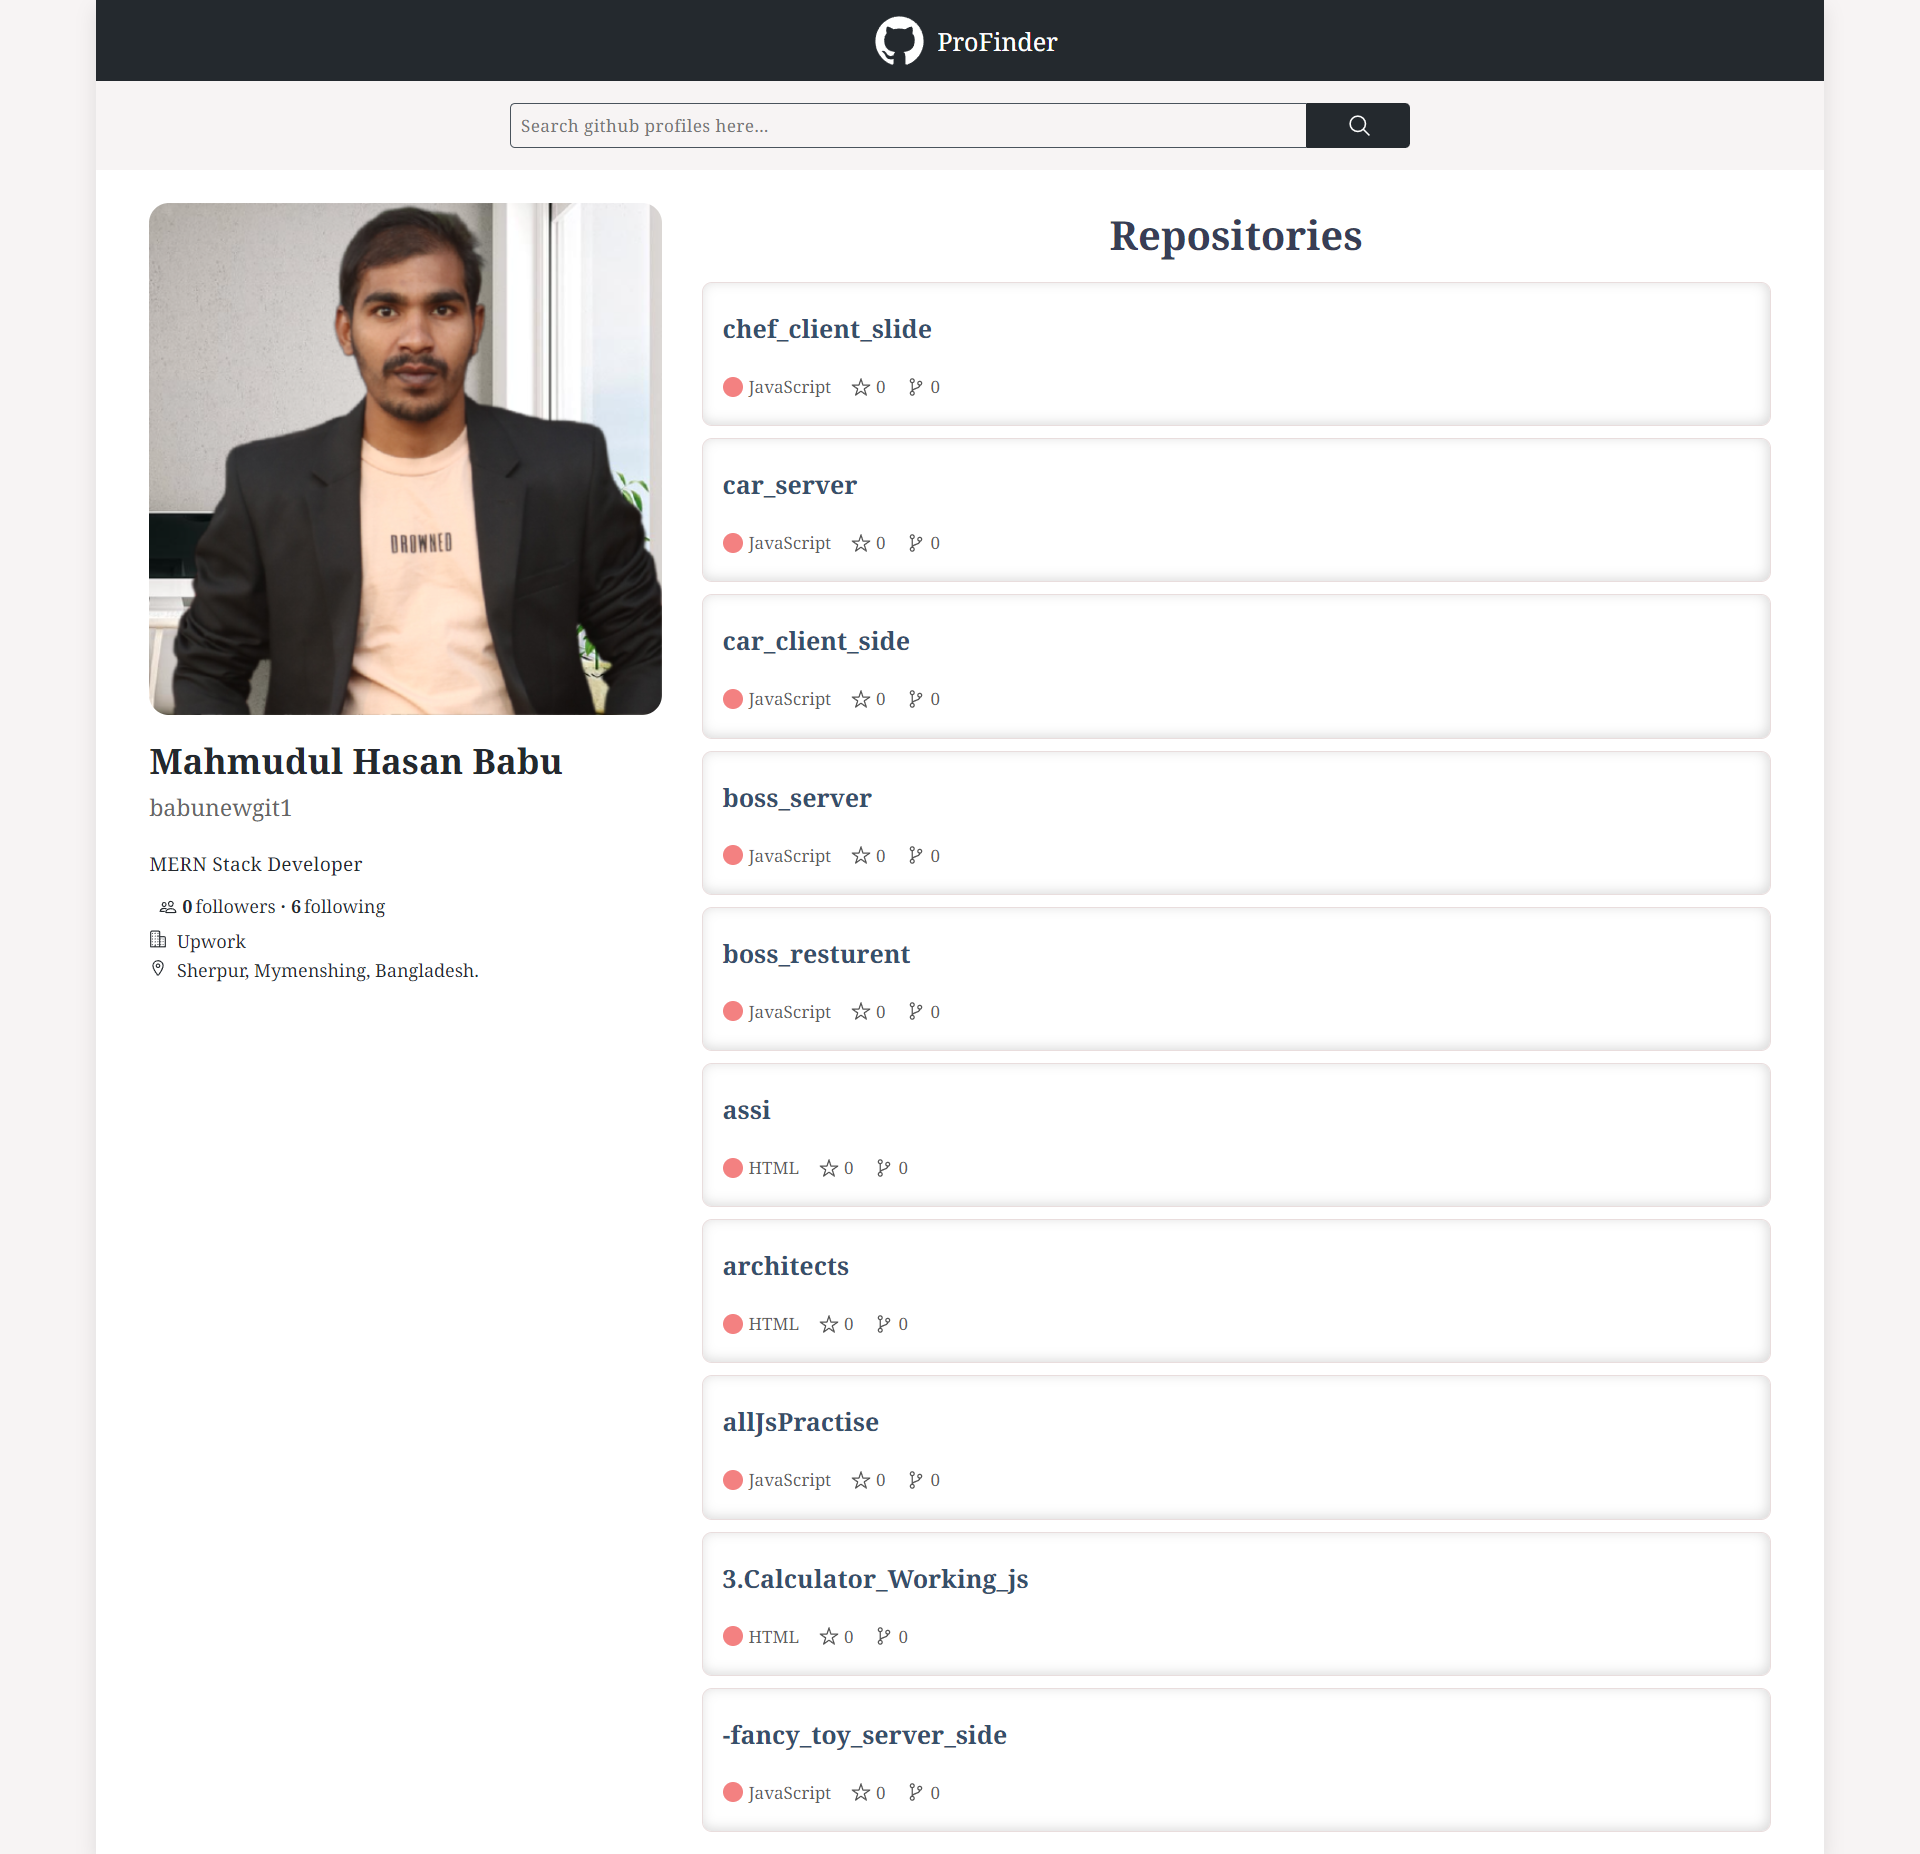 ProFinder
Search github profiles here...
DROWNED
Mahmudul Hasan Babu
babunewgit1
MERN Stack Developer
0 followers · 6 following
Upwork
Sherpur, Mymenshing, Bangladesh.
Repositories
chef_client_slide
JavaScript 0 0
car_server
JavaScript 0 0
car_client_side
JavaScript 0 0
boss_server
JavaScript 0 0
boss_resturent
JavaScript 0 0
assi
HTML 0 0
architects
HTML 0 0
allJsPractise
JavaScript 0 0
3.Calculator_Working_js
HTML 0 0
-fancy_toy_server_side
JavaScript 0 0